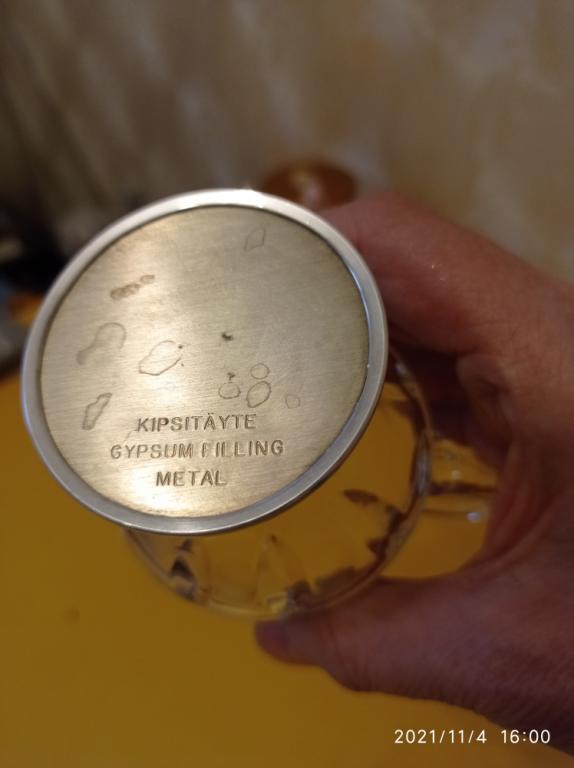 KIPSITÄYTE
GYPSUM FILLING
METAL
2021/11/4 16:00